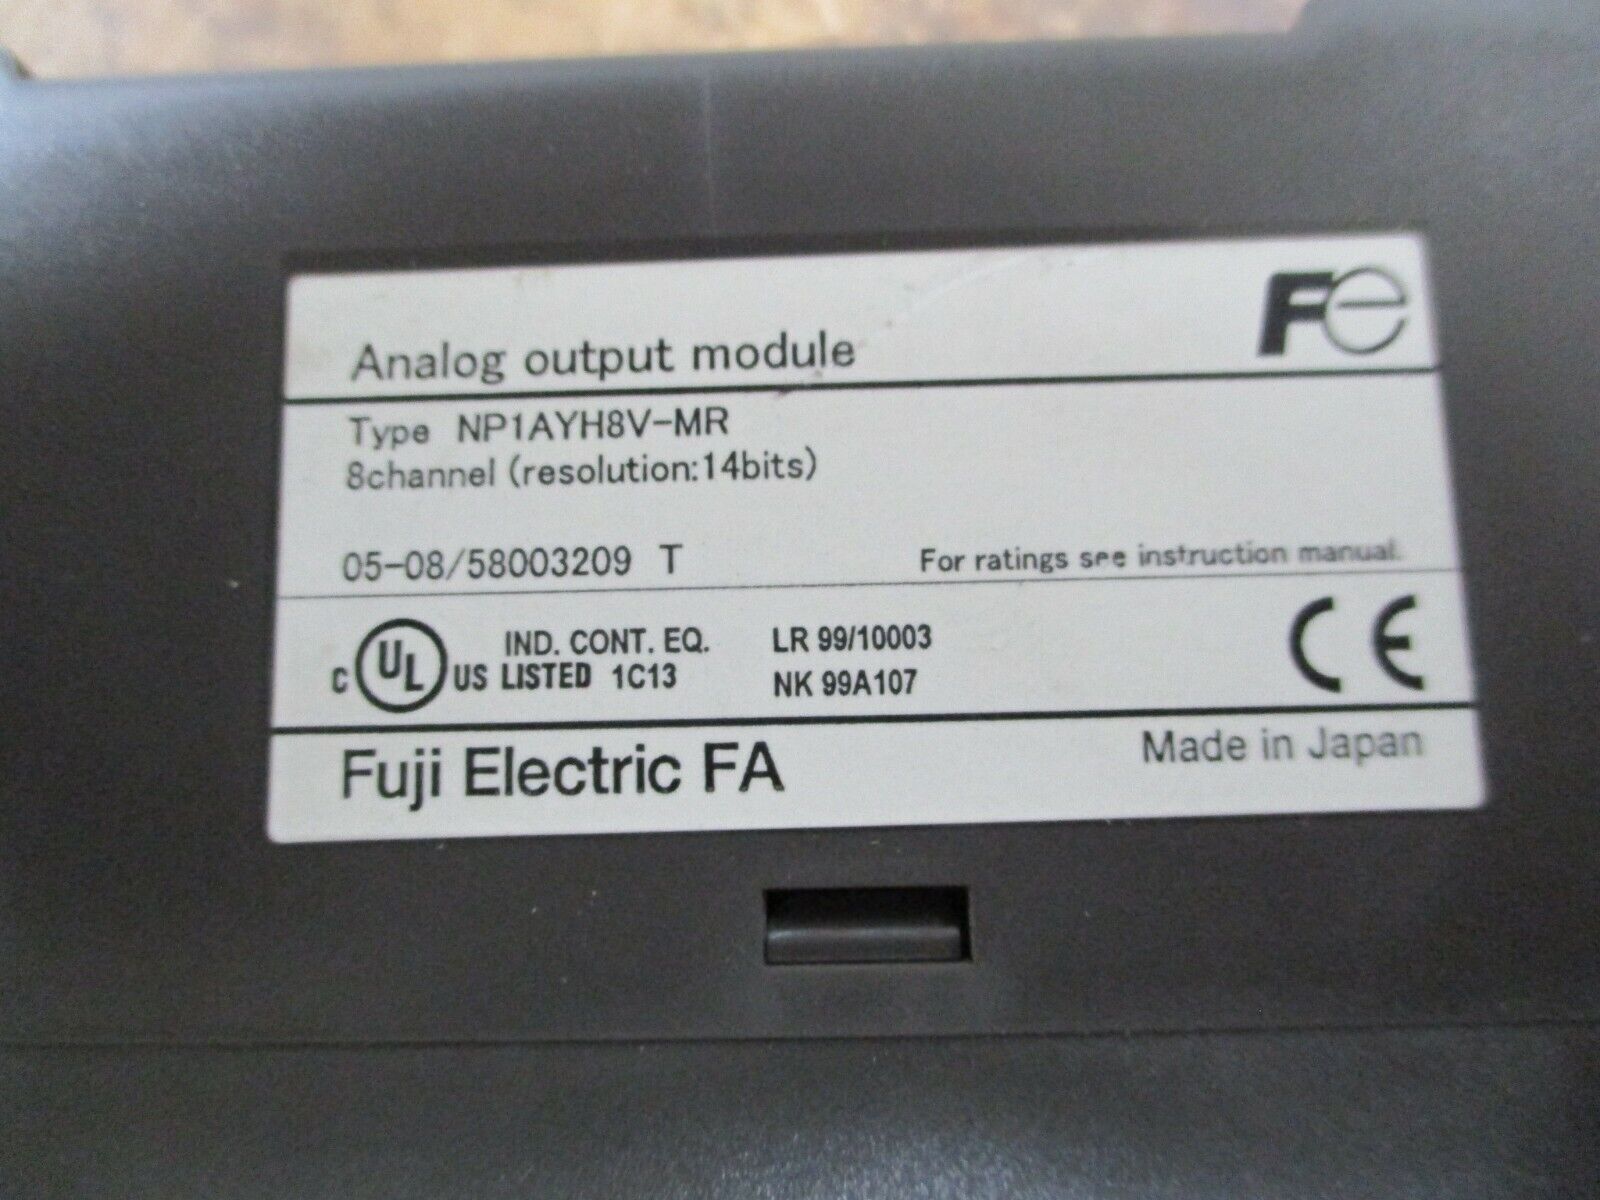 Fe
Analog output module
Type NP1AYH8V-MR
8channel (resolution:14bits)
05-08/58003209 T
For ratings see instruction manual.
C UL US
IND. CONT. EQ.
LISTED 1C13
LR 99/10003
NK 99A107
CE
Fuji Electric FA
Made in Japan